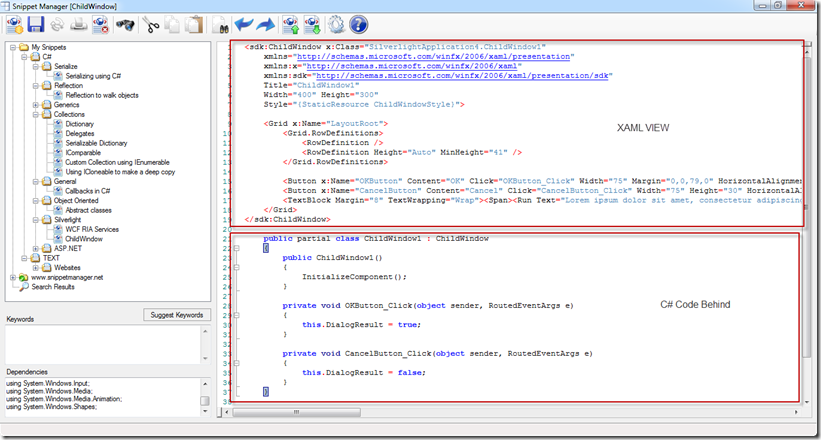 Snippet Manager [ChildWindow]
My Snippets
C#
Serialize
Serializing using C#
Reflection
Reflection to walk objects
Generics
Collections
Dictionary
Delegates
Serializable Dictionary
IComparable
Custom Collection using IEnumerable
Using ICloneable to make a deep copy
General
Callbacks in C#
Object Oriented
Abstract classes
Silverlight
WCF RIA Services
ChildWindow
ASP.NET
TEXT
Websites
www.snippetmanager.net
Search Results
Keywords
Suggest Keywords
Dependencies
using System.Windows.Input;
using System.Windows.Media;
using System.Windows.Media.Animation;
using System.Windows.Shapes;
<sdk:ChildWindow x:Class="SilverlightApplication4.ChildWindow1"
xmlns="http://schemas.microsoft.com/winfx/2006/xaml/presentation"
xmlns:x="http://schemas.microsoft.com/winfx/2006/xaml"
xmlns:sdk="http://schemas.microsoft.com/winfx/2006/xaml/presentation/sdk"
Title="ChildWindow1"
Width="400" Height="300"
Style="{StaticResource ChildWindowStyle}">
<Grid x:Name="LayoutRoot">
<Grid.RowDefinitions>
<RowDefinition />
<RowDefinition Height="Auto" MinHeight="41" />
</Grid.RowDefinitions>
<Button x:Name="OKButton" Content="OK" Click="OKButton_Click" Width="75" Margin="0,0,79,0" HorizontalAlignme
<Button x:Name="CancelButton" Content="Cancel" Click="CancelButton_Click" Width="75" Height="30" HorizontalA
<TextBlock Margin="8" TextWrapping="Wrap"><Span><Run Text="Lorem ipsum dolor sit amet, consectetur adipiscin
</Grid>
</sdk:ChildWindow>
XAML VIEW
public partial class ChildWindow1 : ChildWindow
{
public ChildWindow1()
{
InitializeComponent();
}
private void OKButton_Click(object sender, RoutedEventArgs e)
{
this.DialogResult = true;
}
private void CancelButton_Click(object sender, RoutedEventArgs e)
{
this.DialogResult = false;
}
}
C# Code Behind